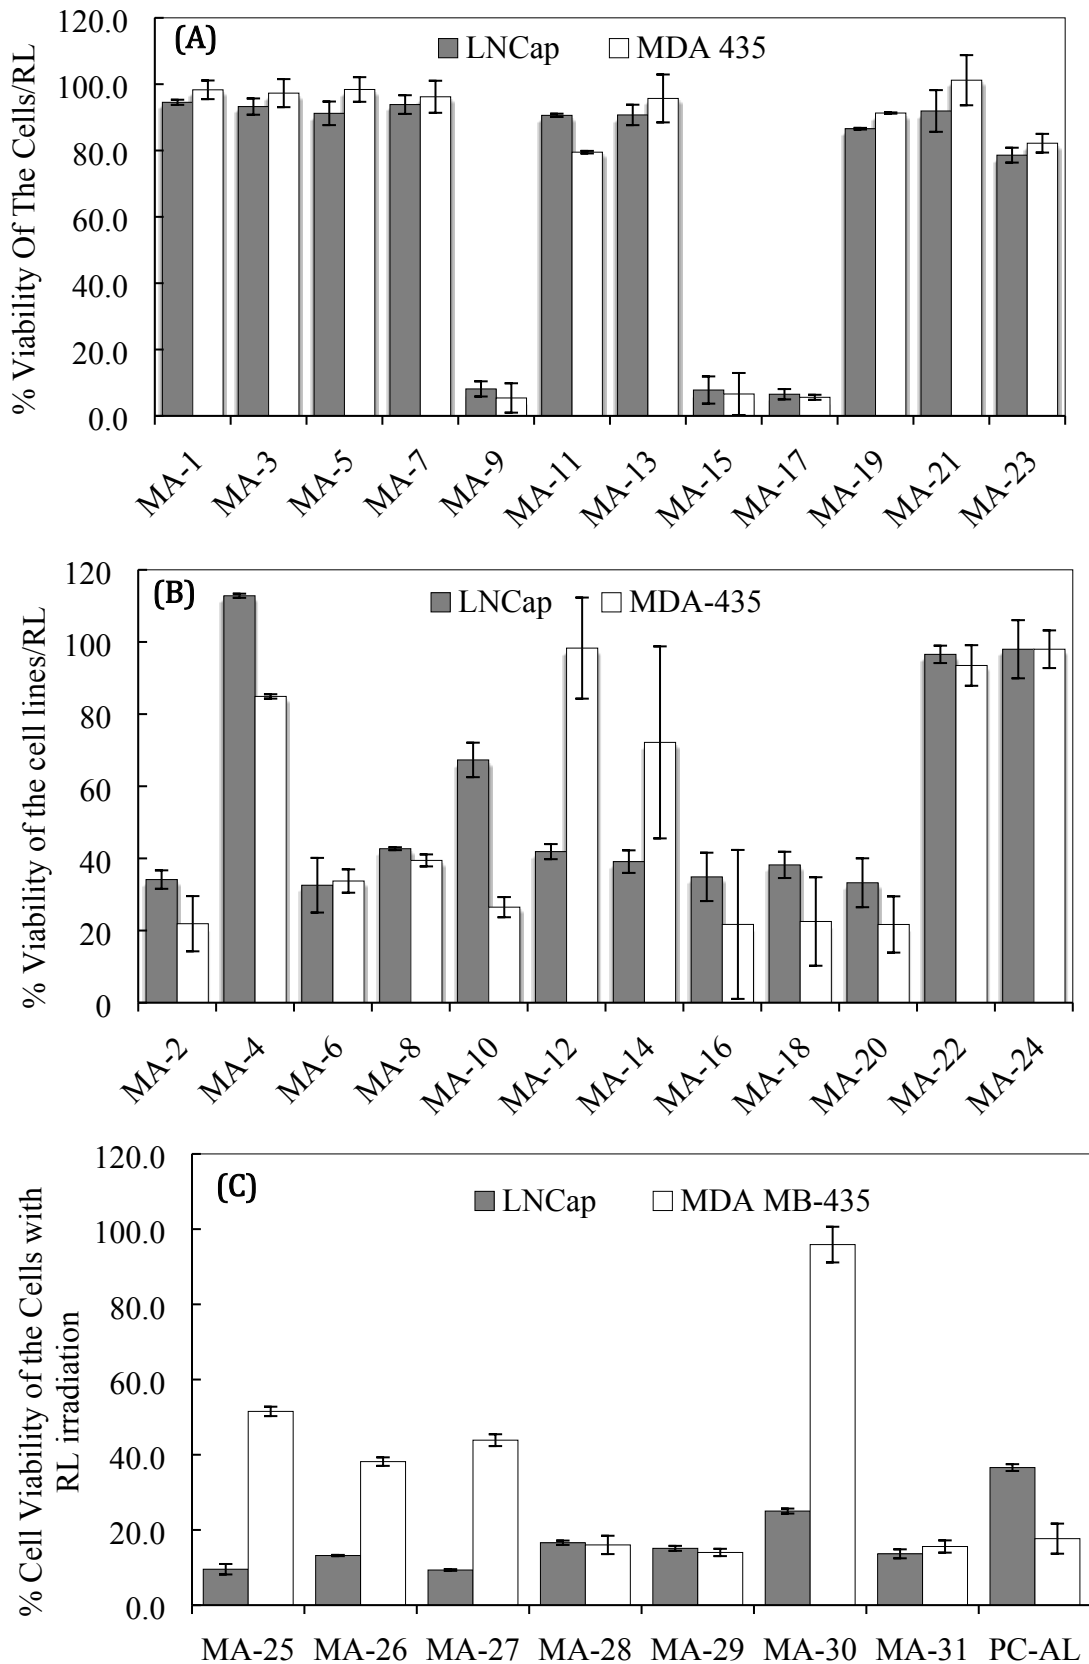 120.0
(A)
LNCap MDA 435
100.0
80.0
60.0
40.0
20.0
0.0
% Viability Of The Cells/RL
MA-1 MA-3 MA-5 MA-7 MA-9 MA-11 MA-13 MA-15 MA-17 MA-19 MA-21 MA-23
120
(B)
LNCap MDA-435
100
80
60
40
20
0
% Viability of the cell lines/RL
MA-2 MA-4 MA-6 MA-8 MA-10 MA-12 MA-14 MA-16 MA-18 MA-20 MA-22 MA-24
120.0
(C)
LNCap MDA MB-435
100.0
80.0
60.0
40.0
20.0
0.0
% Cell Viability of the Cells with
RL irradiation
MA-25 MA-26 MA-27 MA-28 MA-29 MA-30 MA-31 PC-AL